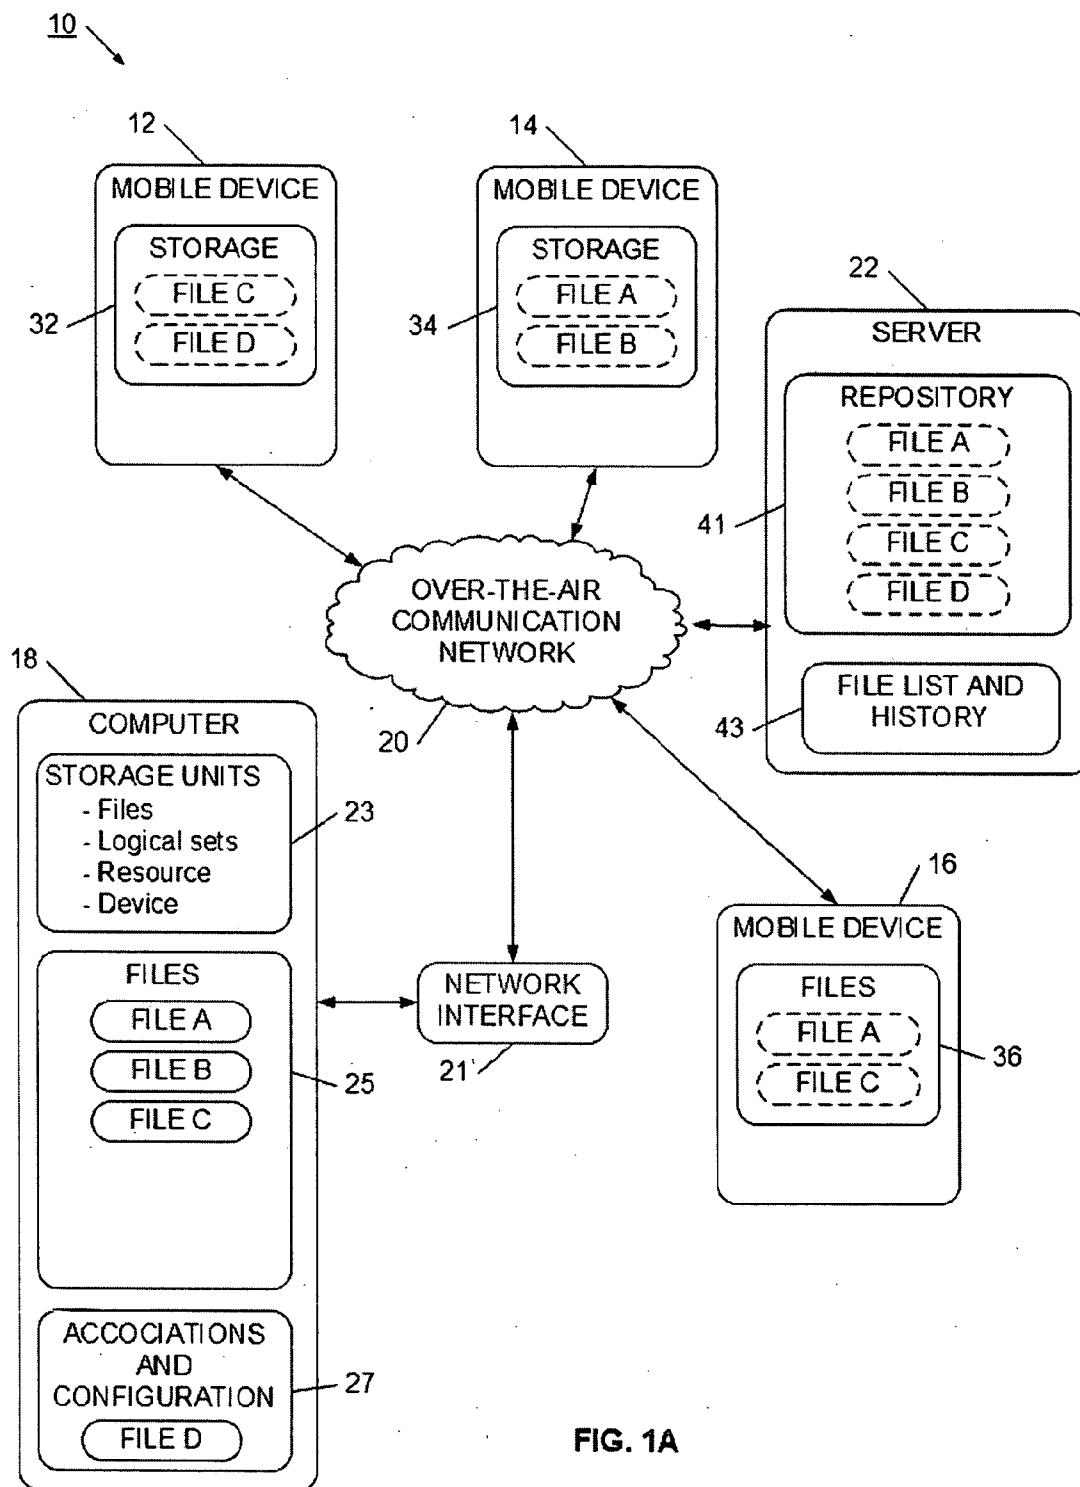 10
12
14
MOBILE DEVICE
STORAGE
FILE C
FILE D
32
MOBILE DEVICE
STORAGE
FILE A
FILE B
34
22
SERVER
REPOSITORY
FILE A
FILE B
FILE C
FILE D
41
FILE LIST AND
HISTORY
43
OVER-THE-AIR
COMMUNICATION
NETWORK
20
18
COMPUTER
STORAGE UNITS
- Files
- Logical sets
- Resource
- Device
23
FILES
FILE A
FILE B
FILE C
25
ACCOCIATIONS
AND
CONFIGURATION
FILE D
27
NETWORK
INTERFACE
21
16
MOBILE DEVICE
FILES
FILE A
FILE C
36
FIG. 1A